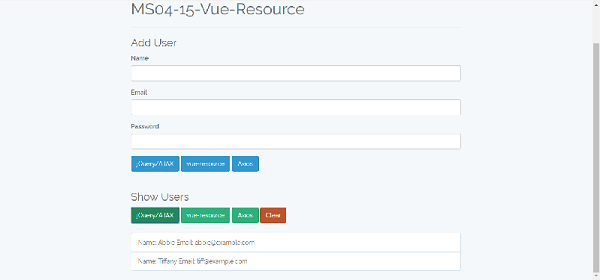 MS04-15-Vue-Resource
Add User
Name
Email
Password
jQuery/AJAX vue-resource Axios
Show Users
jQuery/AJAX vue-resource Axios Clear
Name: Abbie Email: abbie@example.com
Name: Tiffany Email: tiff@example.com